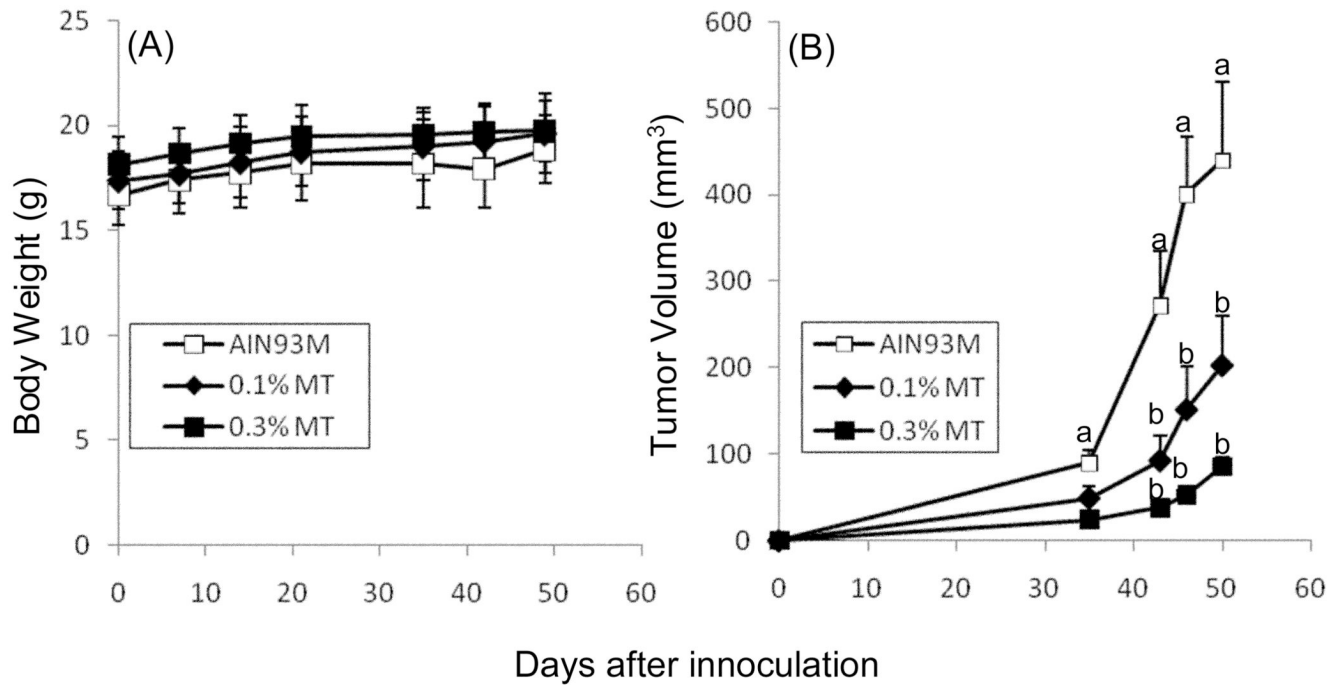 (A)
Body Weight (g)
25
20
15
10
5
0
AIN93M
0.1% MT
0.3% MT
0 10 20 30 40 50 60
(B)
Tumor Volume (mm³)
600
500
400
300
200
100
0
a
a
a
a
b
b
b
b
b
b
AIN93M
0.1% MT
0.3% MT
0 10 20 30 40 50 60
Days after innoculation